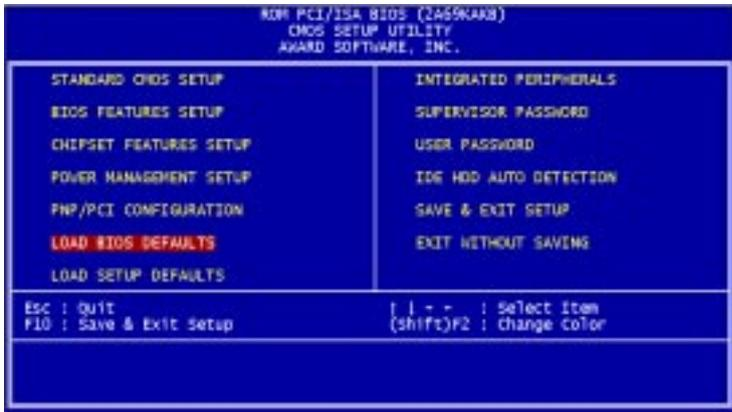 ROM PCI/ISA BIOS (2A69KAKB)
CMOS SETUP UTILITY
AWARD SOFTWARE, INC.
STANDARD CMOS SETUP
BIOS FEATURES SETUP
CHIPSET FEATURES SETUP
POWER MANAGEMENT SETUP
PNP/PCI CONFIGURATION
LOAD BIOS DEFAULTS
LOAD SETUP DEFAULTS
INTEGRATED PERIPHERALS
SUPERVISOR PASSWORD
USER PASSWORD
IDE HDD AUTO DETECTION
SAVE & EXIT SETUP
EXIT WITHOUT SAVING
Esc : Quit
F10 : Save & Exit Setup
: Select Item
(Shift)F2 : Change Color